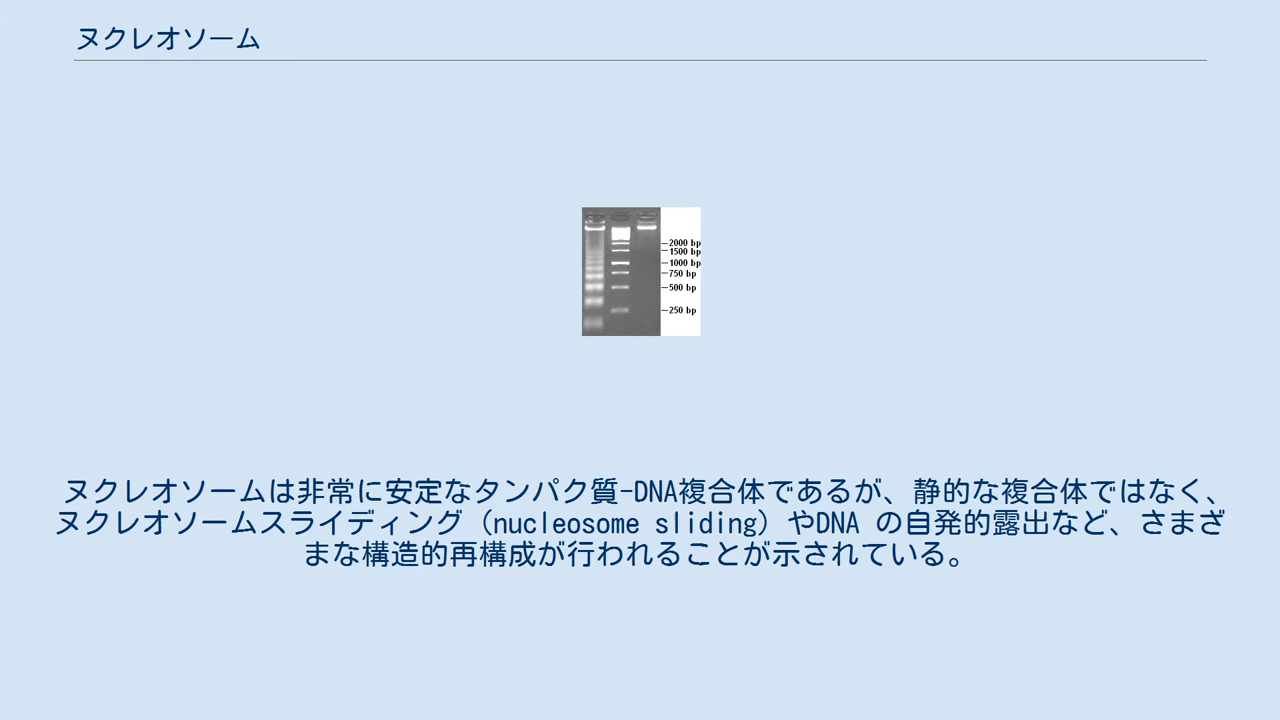 ヌクレオソーム
2000 bp
1500 bp
1000 bp
750 bp
500 bp
250 bp
ヌクレオソームは非常に安定なタンパク質-DNA複合体であるが、静的な複合体ではなく、
ヌクレオソームスライディング（nucleosome sliding）やDNA の自発的露出など、さまざ
まな構造的再構成が行われることが示されている。